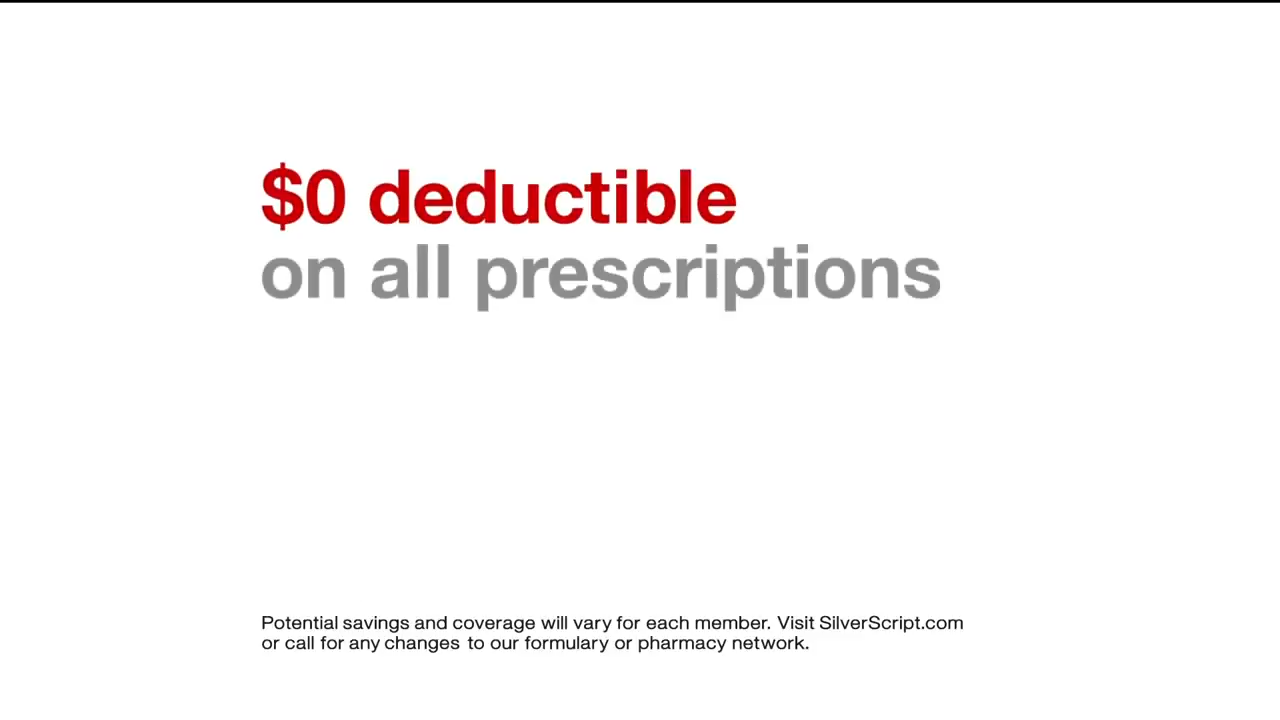 $0 deductible
on all prescriptions
Potential savings and coverage will vary for each member. Visit SilverScript.com
or call for any changes to our formulary or pharmacy network.